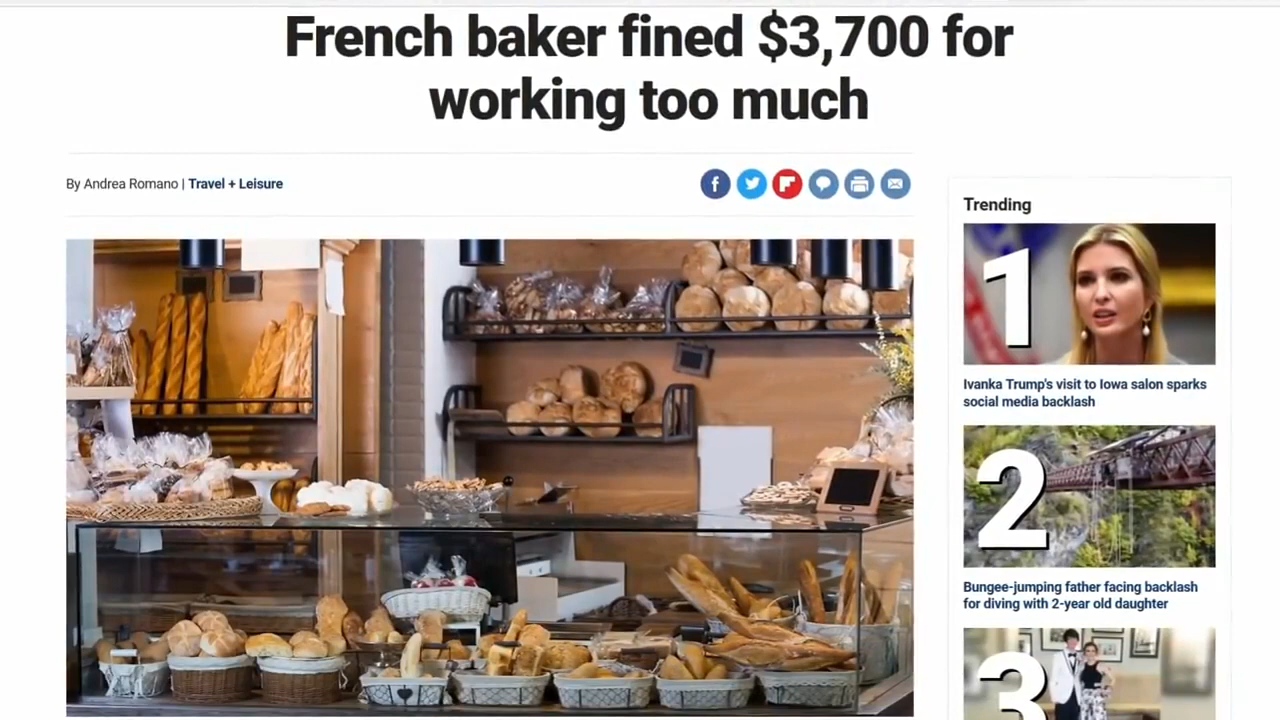 French baker fined $3,700 for
working too much
By Andrea Romano | Travel + Leisure
Trending
1
Ivanka Trump's visit to Iowa salon sparks
social media backlash
2
Bungee-jumping father facing backlash
for diving with 2-year old daughter
3